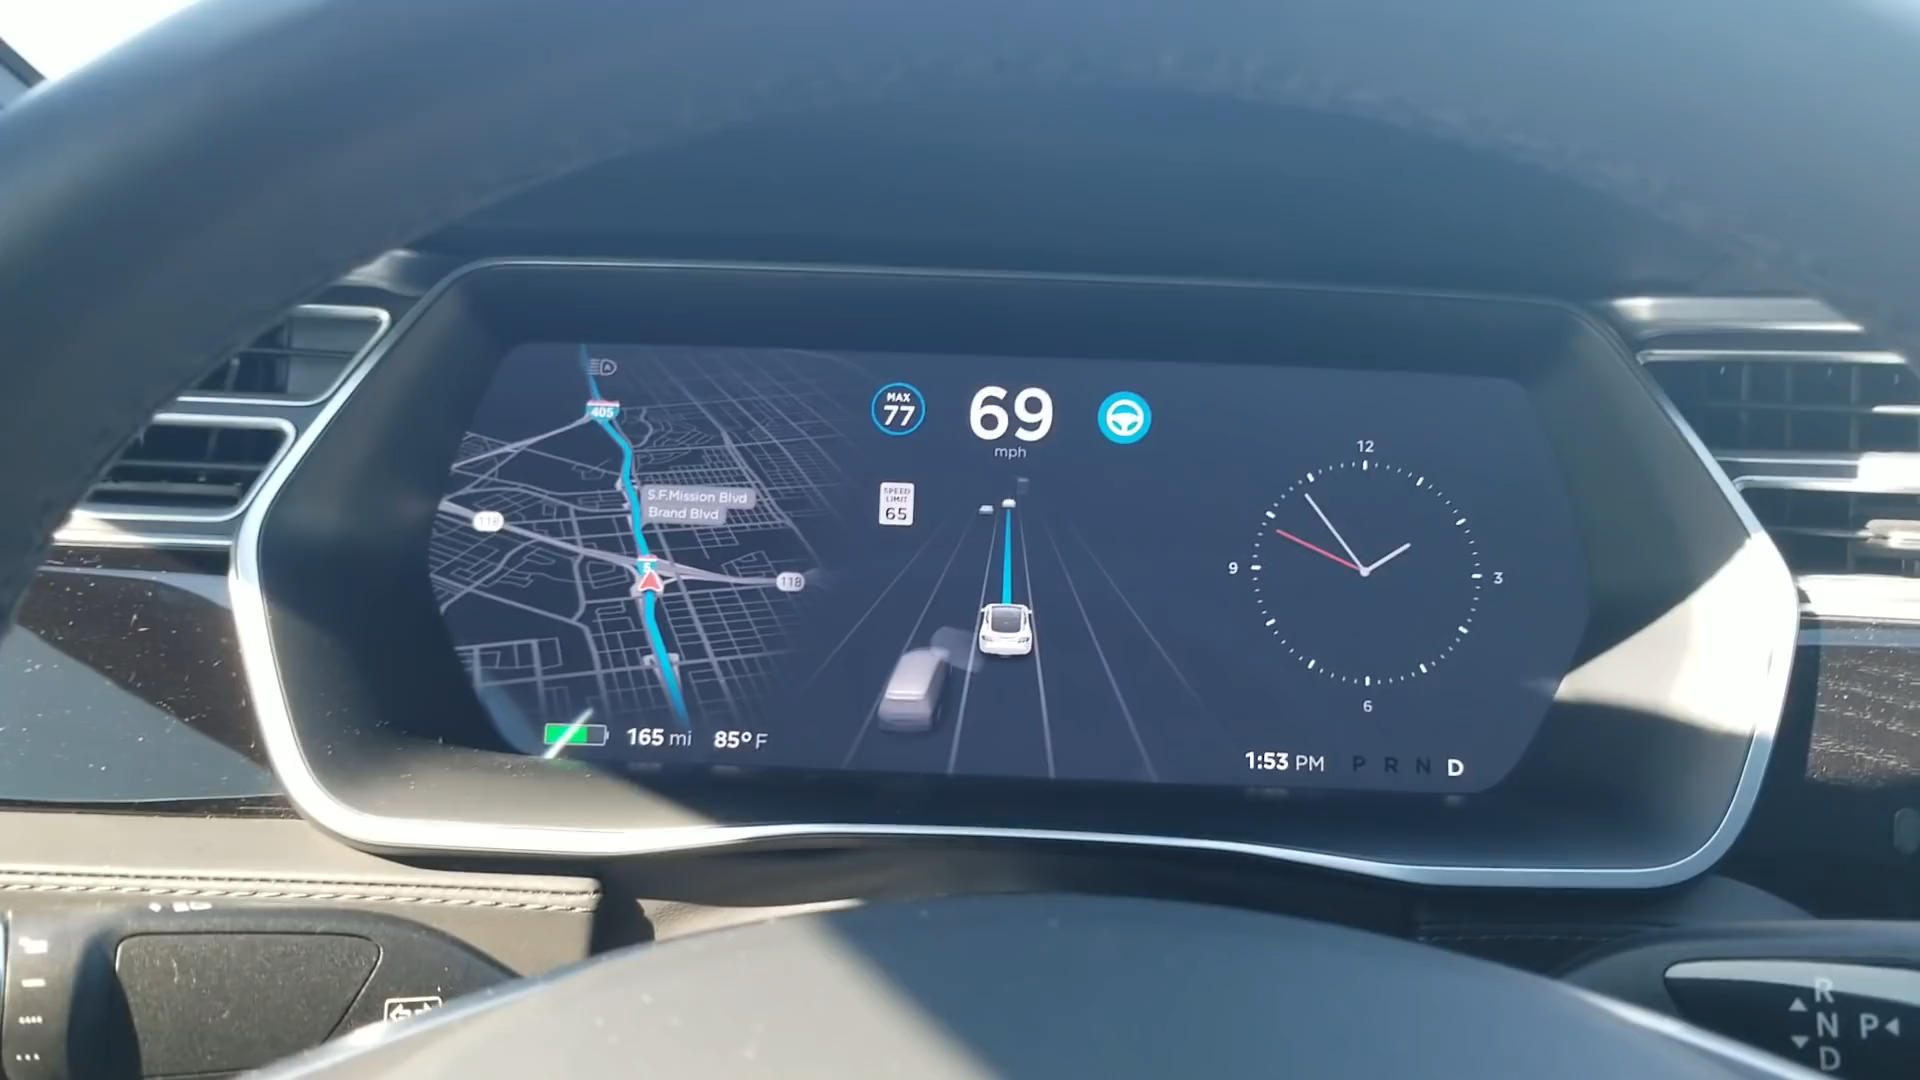 405
S.F.Mission Blvd
Brand Blvd
118
5
118
165 mi
85° F
MAX
77
69
mph
SPEED
LIMIT
65
12
9
3
6
1:53 PM
P R N D
R
N P
D